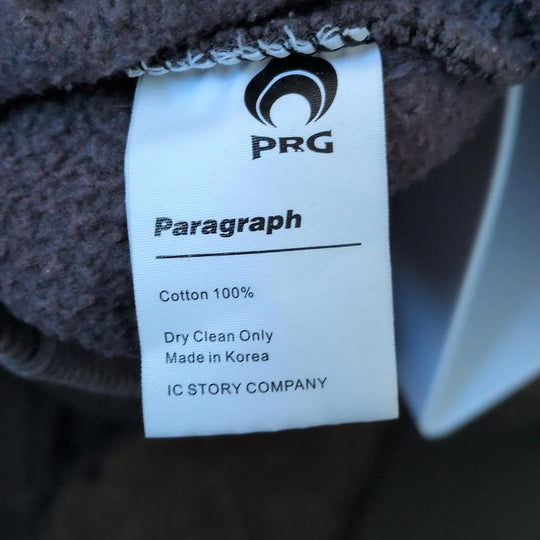 PRG
Paragraph
Cotton 100%
Dry Clean Only
Made in Korea
IC STORY COMPANY